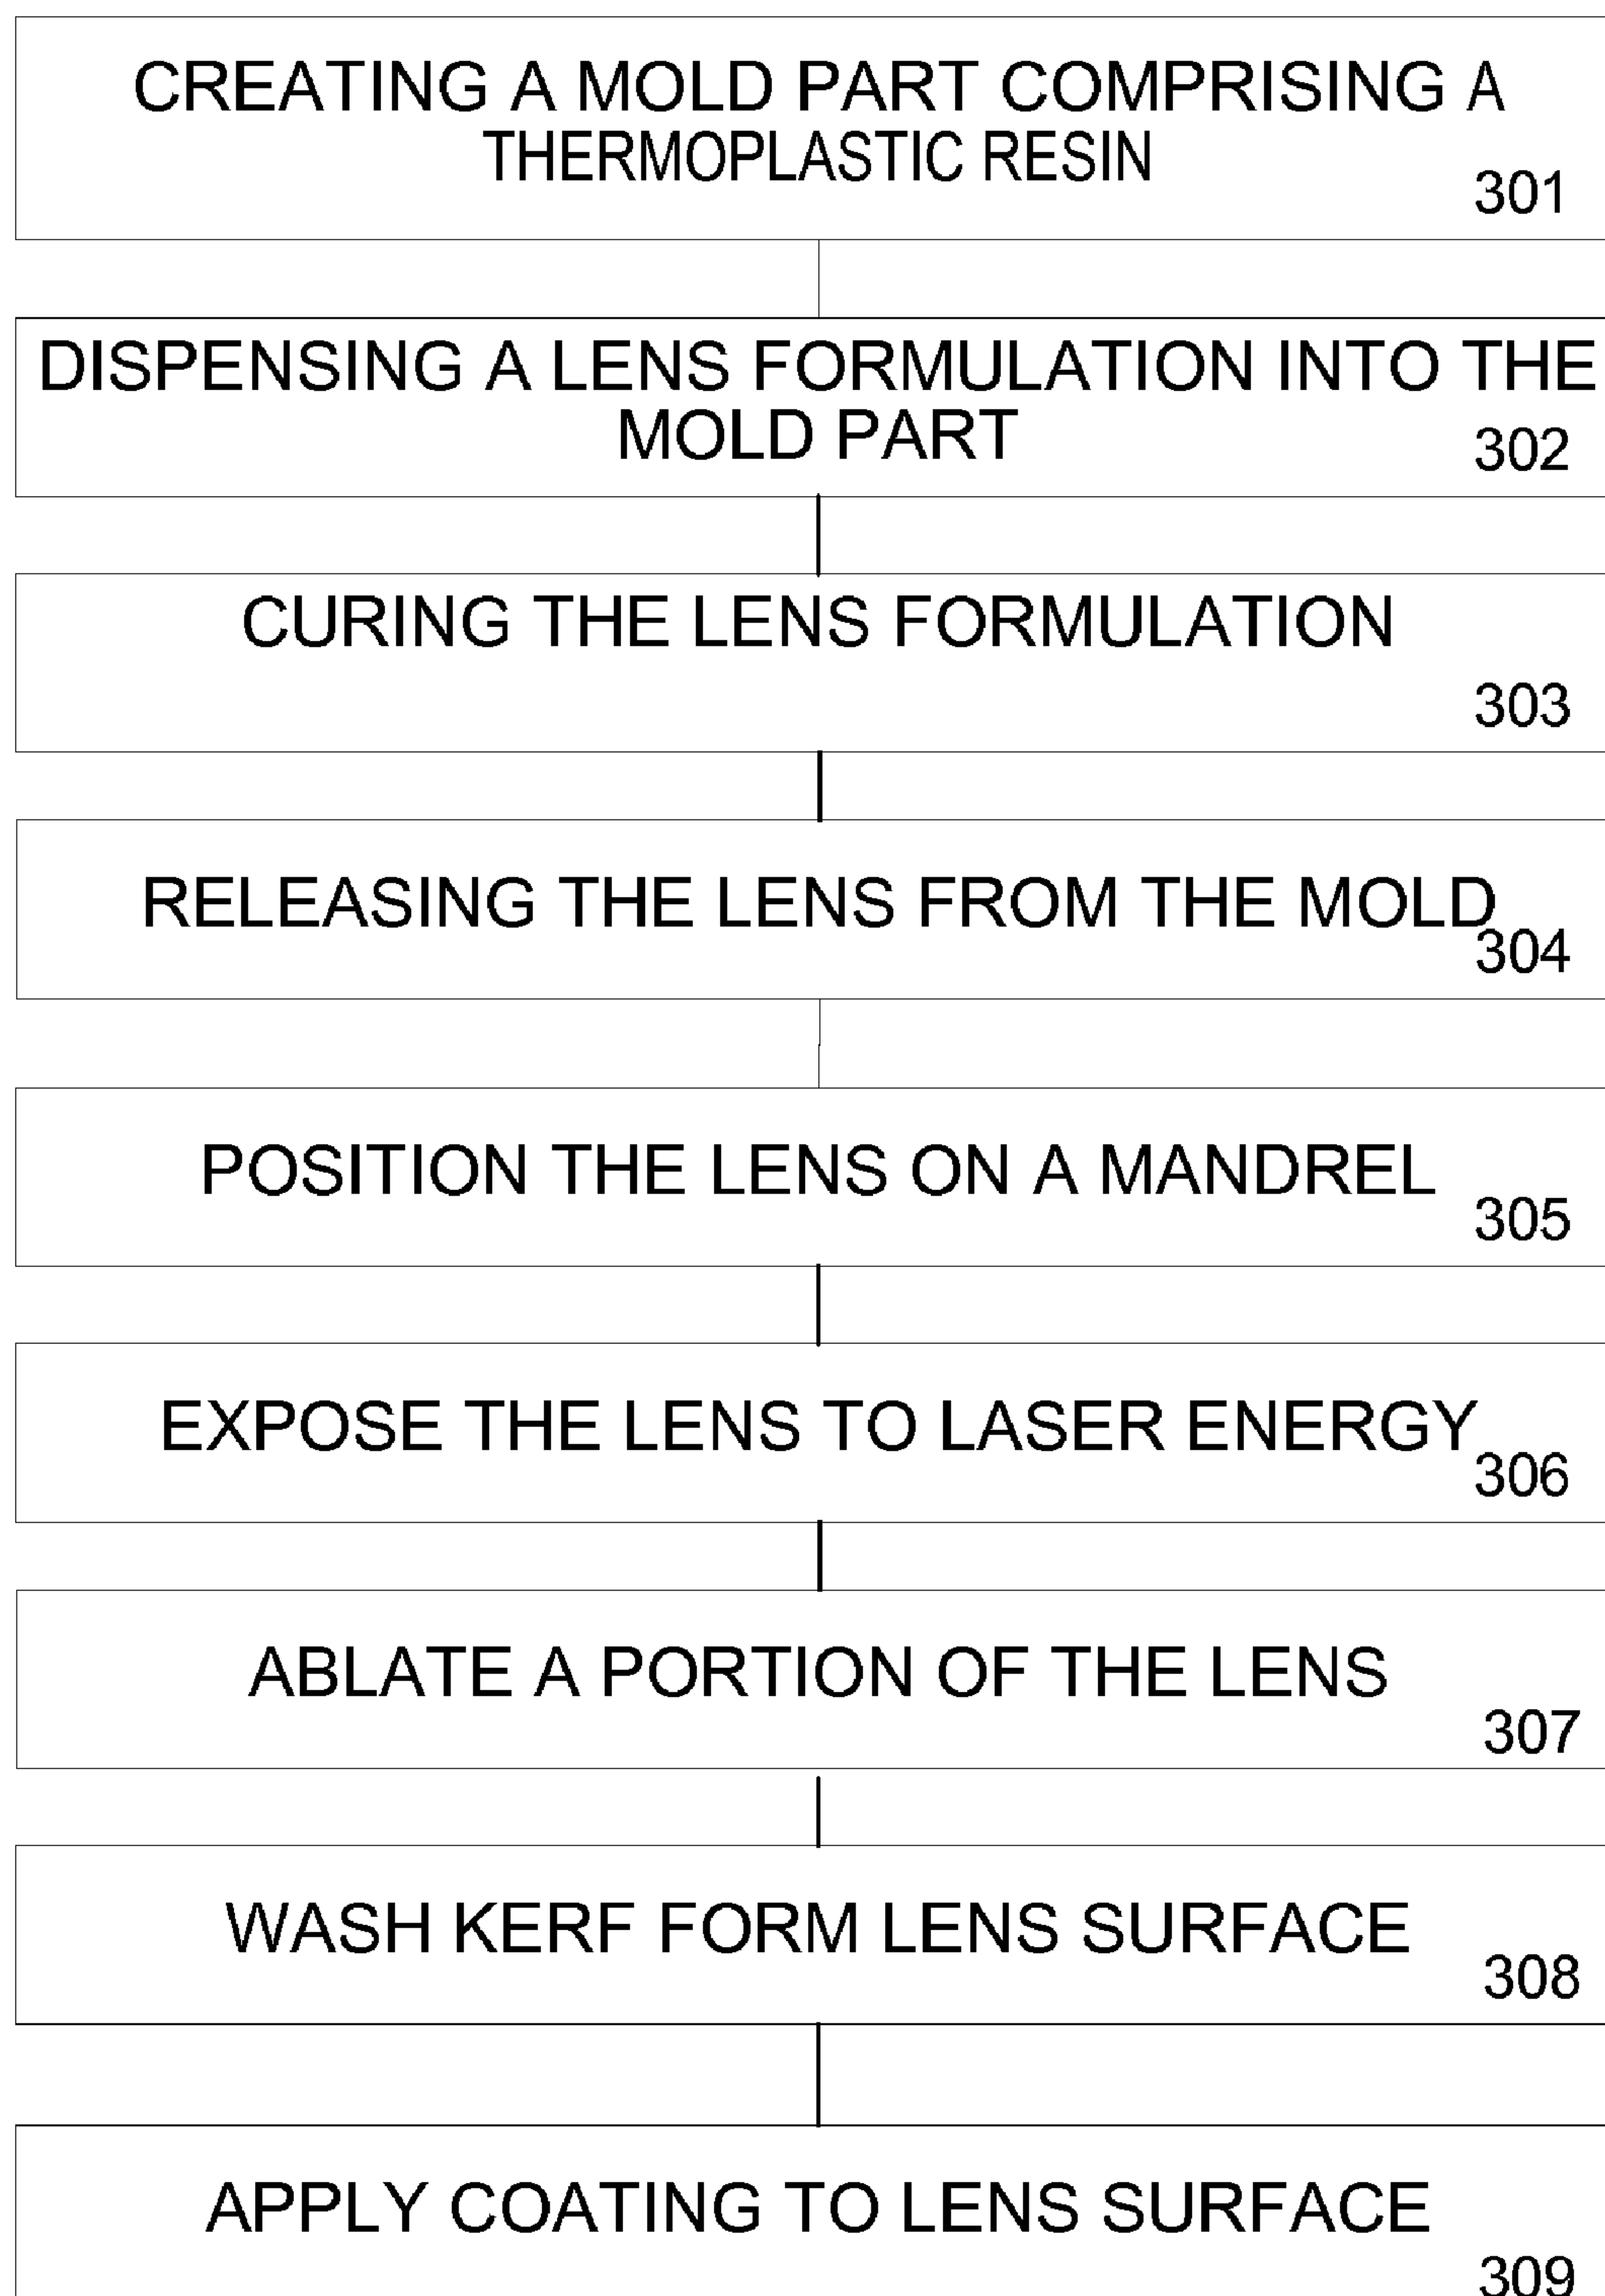 CREATING A MOLD PART COMPRISING A
THERMOPLASTIC RESIN
301
DISPENSING A LENS FORMULATION INTO THE
MOLD PART
302
CURING THE LENS FORMULATION
303
RELEASING THE LENS FROM THE MOLD
304
POSITION THE LENS ON A MANDREL
305
EXPOSE THE LENS TO LASER ENERGY
306
ABLATE A PORTION OF THE LENS
307
WASH KERF FORM LENS SURFACE
308
APPLY COATING TO LENS SURFACE
309